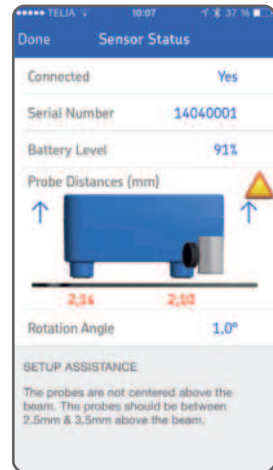 TELIA 10:07 37 %
Done Sensor Status
Connected Yes
Serial Number 14040001
Battery Level 91%
Probe Distances (mm)
2,14 2,10
Rotation Angle 1,0°
SETUP ASSISTANCE
The probes are not centered above the
beam. The probes should be between
2.5mm & 3.5mm above the beam.